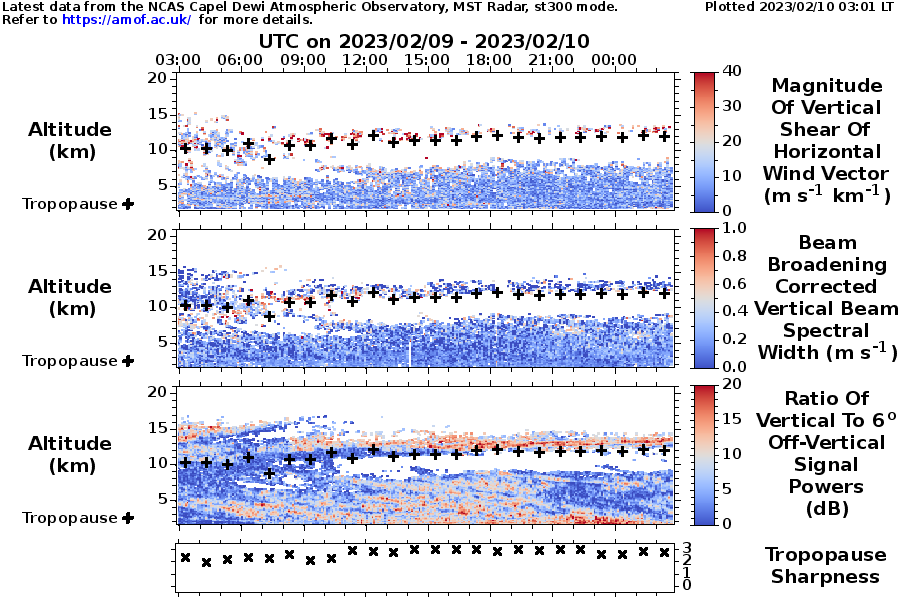 Latest data from the NCAS Capel Dewi Atmospheric Observatory, MST Radar, st300 mode.
Plotted 2023/02/10 03:01 LT
Refer to https://amof.ac.uk/ for more details.
UTC on 2023/02/09 - 2023/02/10
03:00 06:00 09:00 12:00 15:00 18:00 21:00 00:00
20
15
10
5
Altitude
(km)
Tropopause
40
30
20
10
0
Magnitude
Of Vertical
Shear Of
Horizontal
Wind Vector
(m s-1 km-1)
20
15
10
5
Altitude
(km)
Tropopause
1.0
0.8
0.6
0.4
0.2
0.0
Beam
Broadening
Corrected
Vertical Beam
Spectral
Width (m s-1)
20
15
10
5
Altitude
(km)
Tropopause
20
15
10
5
0
Ratio Of
Vertical To 6o
Off-Vertical
Signal
Powers
(dB)
3
2
1
0
Tropopause
Sharpness